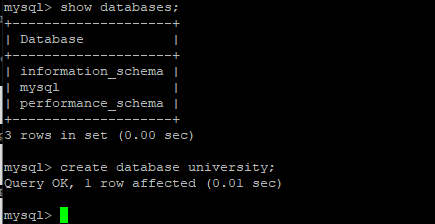 mysql> show databases;
+--------------------+
| Database           |
+--------------------+
| information_schema |
| mysql              |
| performance_schema |
+--------------------+
3 rows in set (0.00 sec)
mysql> create database university;
Query OK, 1 row affected (0.01 sec)
mysql>